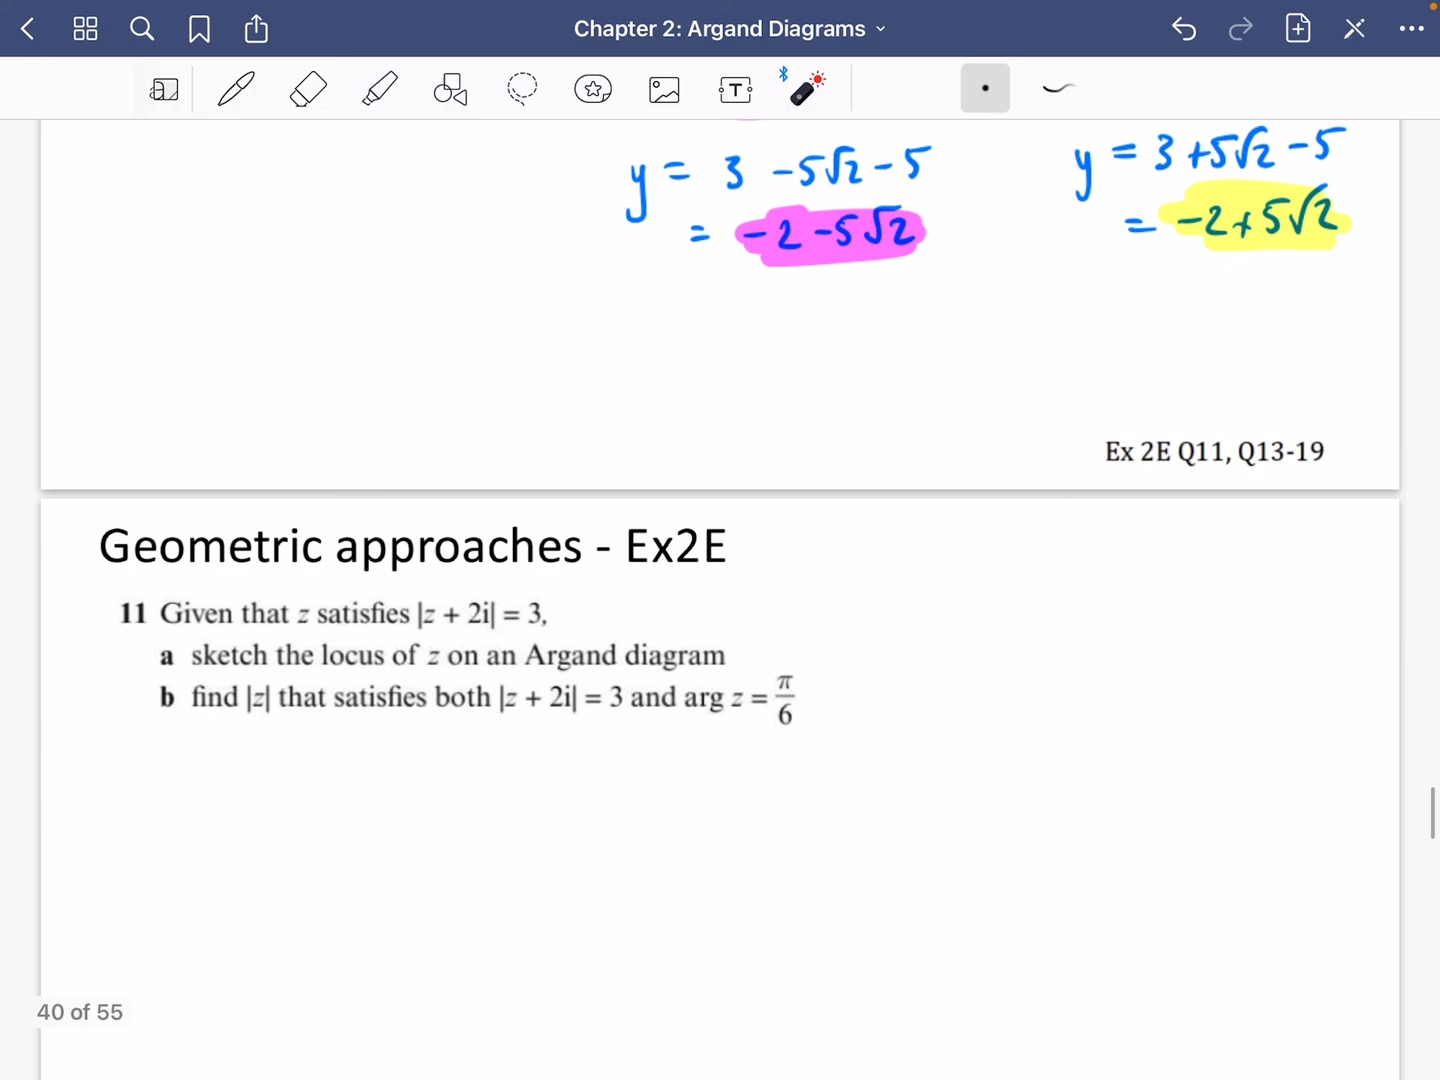 Chapter 2: Argand Diagrams
y = 3 - 5√2 - 5
= -2 - 5√2
y = 3 + 5√2 - 5
= -2 + 5√2
Ex 2E Q11, Q13-19
Geometric approaches - Ex2E
11 Given that z satisfies |z + 2i| = 3,
a sketch the locus of z on an Argand diagram
b find |z| that satisfies both |z + 2i| = 3 and arg z = π/6
40 of 55